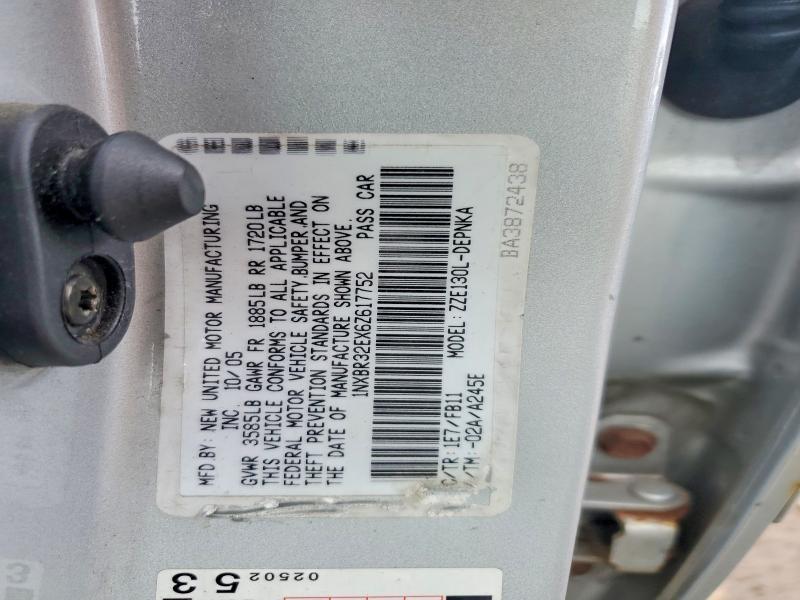 MFD BY: NEW UNITED MOTOR MANUFACTURING
INC. 10/05
GVWR 3585LB GAWR FR 1885LB RR 1720LB
THIS VEHICLE CONFORMS TO ALL APPLICABLE
FEDERAL MOTOR VEHICLE SAFETY,BUMPER,AND
THEFT PREVENTION STANDARDS IN EFFECT ON
THE DATE OF MANUFACTURE SHOWN ABOVE.
1NXBR32EX6Z617752 PASS CAR
C/TR:1E7/FB11 MODEL: ZZE130L-DEPNKA
/TM:-02A/A245E
BA3B72438
02502
5 3
3